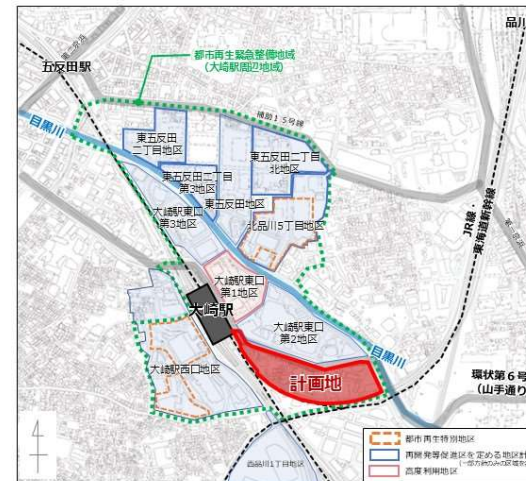 品川
第二京浜
五反田駅
都市再生緊急整備地域
(大崎駅周辺地域)
補助15号線
目黒川
東五反田
二丁目地区
東五反田二丁目
北地区
東五反田二丁目
第3地区
東五反田地区
大崎駅東口
第3地区
北品川5丁目地区
JR線・
東海道新幹線
大崎駅東口
第1地区
大崎駅
大崎駅東口
第2地区
目黒川
大崎駅西口地区
計画地
環状第6号
(山手通り
西品川1丁目地区
都市再生特別地区
再開発等促進区を定める地区計
高度利用地区